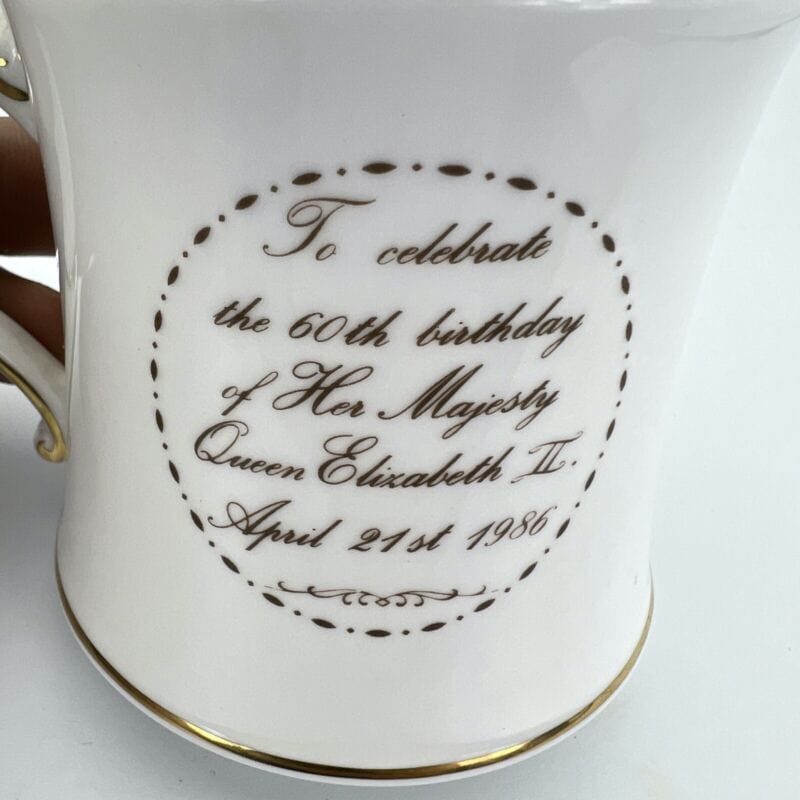 To celebrate
the 60th birthday
of Her Majesty
Queen Elizabeth II.
April 21st 1986